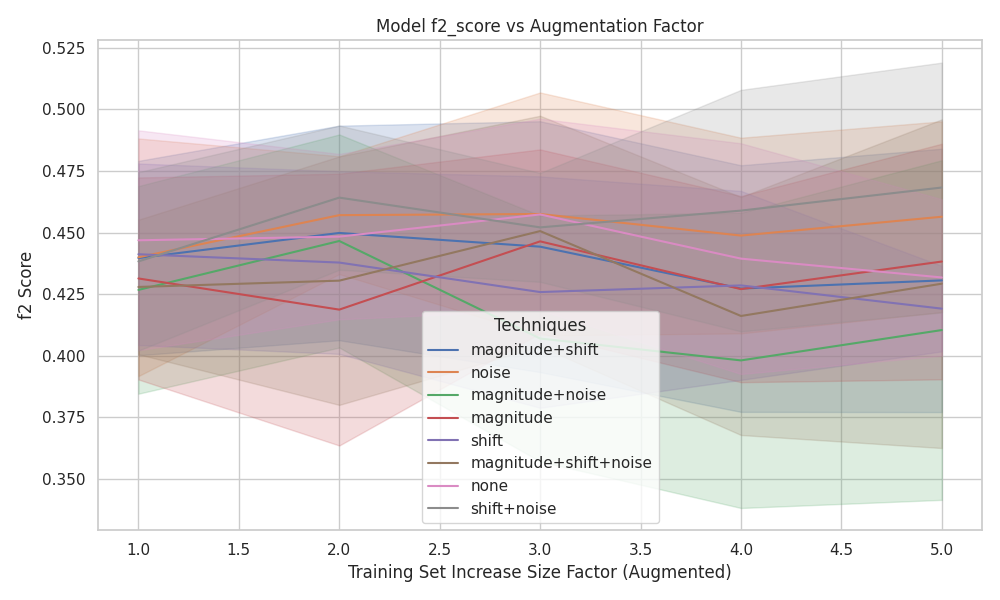 Model f2_score vs Augmentation Factor
0.525
0.500
0.475
0.450
0.425
0.400
0.375
0.350
f2 Score
Techniques
magnitude+shift
noise
magnitude+noise
magnitude
shift
magnitude+shift+noise
none
shift+noise
1.0 1.5 2.0 2.5 3.0 3.5 4.0 4.5 5.0
Training Set Increase Size Factor (Augmented)